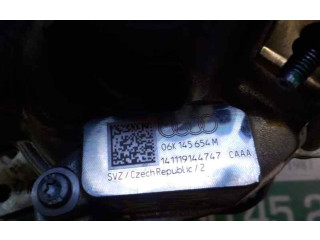 06K 145 654 M
141119144747 CAAA
SVZ / Czech Republic / 2